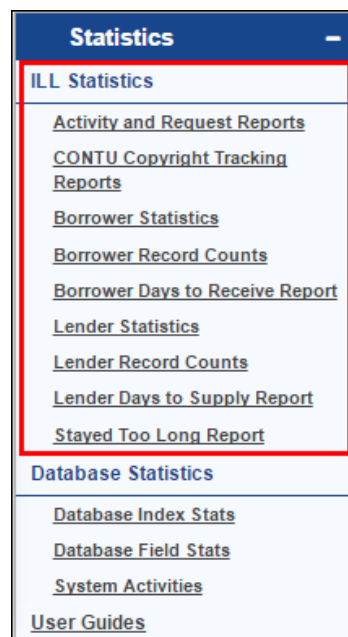 Statistics –
ILL Statistics
Activity and Request Reports
CONTU Copyright Tracking
Reports
Borrower Statistics
Borrower Record Counts
Borrower Days to Receive Report
Lender Statistics
Lender Record Counts
Lender Days to Supply Report
Stayed Too Long Report
Database Statistics
Database Index Stats
Database Field Stats
System Activities
User Guides